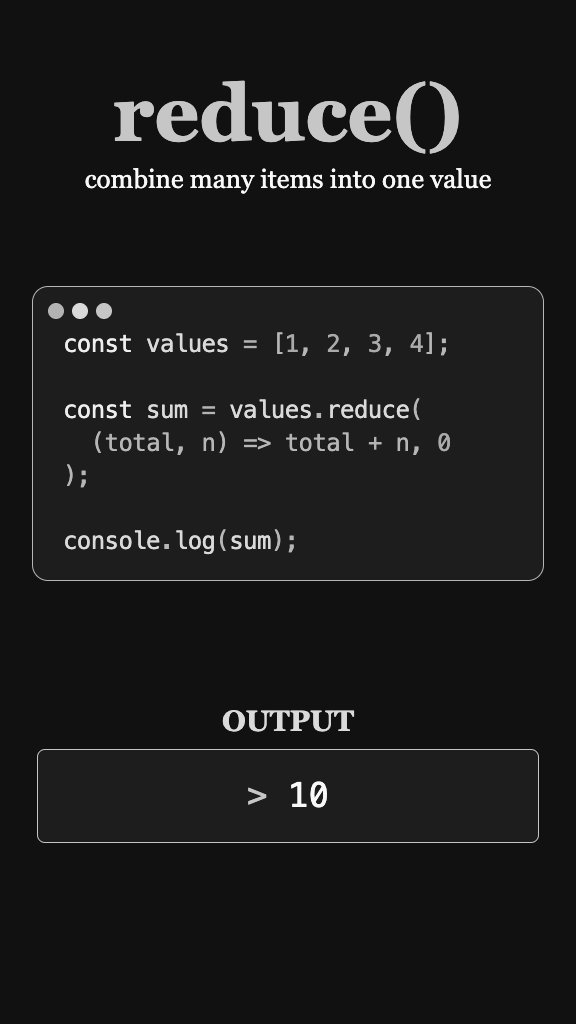 reduce()
combine many items into one value
const values = [1, 2, 3, 4];
const sum = values.reduce(
  (total, n) => total + n, 0
);
console.log(sum);
OUTPUT
> 10